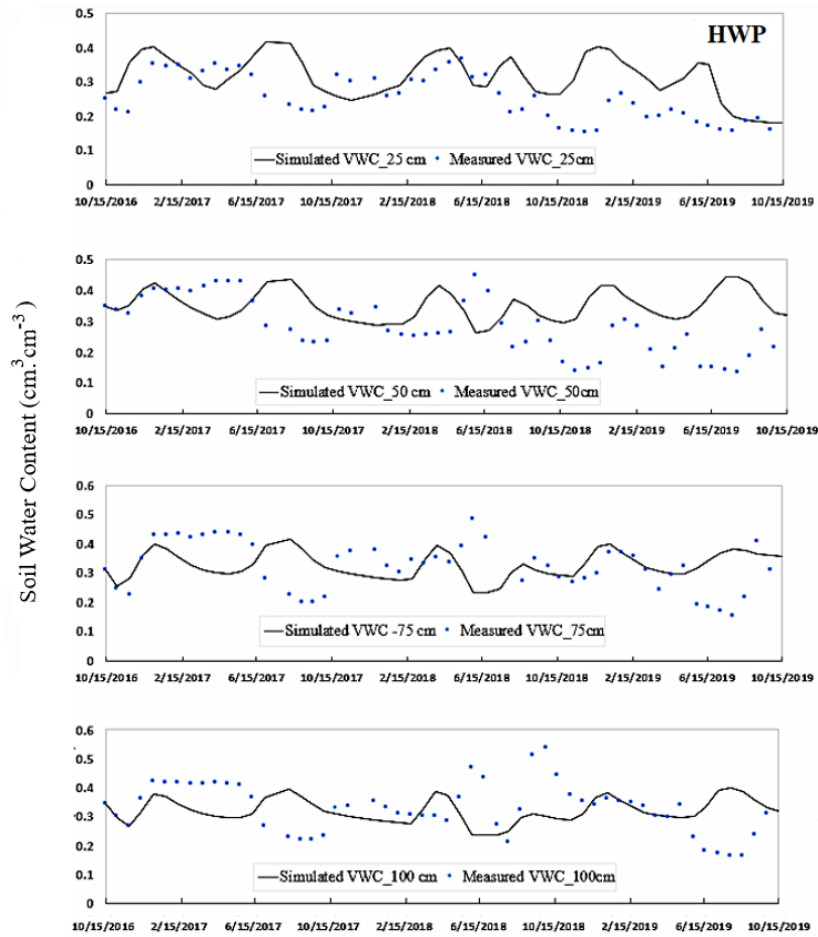 HWP
0.5
0.4
0.3
0.2
0.1
0
Simulated VWC_25 cm Measured VWC_25cm
10/15/2016 2/15/2017 6/15/2017 10/15/2017 2/15/2018 6/15/2018 10/15/2018 2/15/2019 6/15/2019 10/15/2019
0.5
0.4
0.3
0.2
0.1
0
Simulated VWC_50 cm Measured VWC_50cm
10/15/2016 2/15/2017 6/15/2017 10/15/2017 2/15/2018 6/15/2018 10/15/2018 2/15/2019 6/15/2019 10/15/2019
Soil Water Content (cm.³ cm⁻³)
0.6
0.5
0.4
0.3
0.2
0.1
0
Simulated VWC -75 cm Measured VWC_75cm
10/15/2016 2/15/2017 6/15/2017 10/15/2017 2/15/2018 6/15/2018 10/15/2018 2/15/2019 6/15/2019 10/15/2019
0.6
0.5
0.4
0.3
0.2
0.1
0
Simulated VWC_100 cm Measured VWC_100cm
10/15/2016 2/15/2017 6/15/2017 10/15/2017 2/15/2018 6/15/2018 10/15/2018 2/15/2019 6/15/2019 10/15/2019